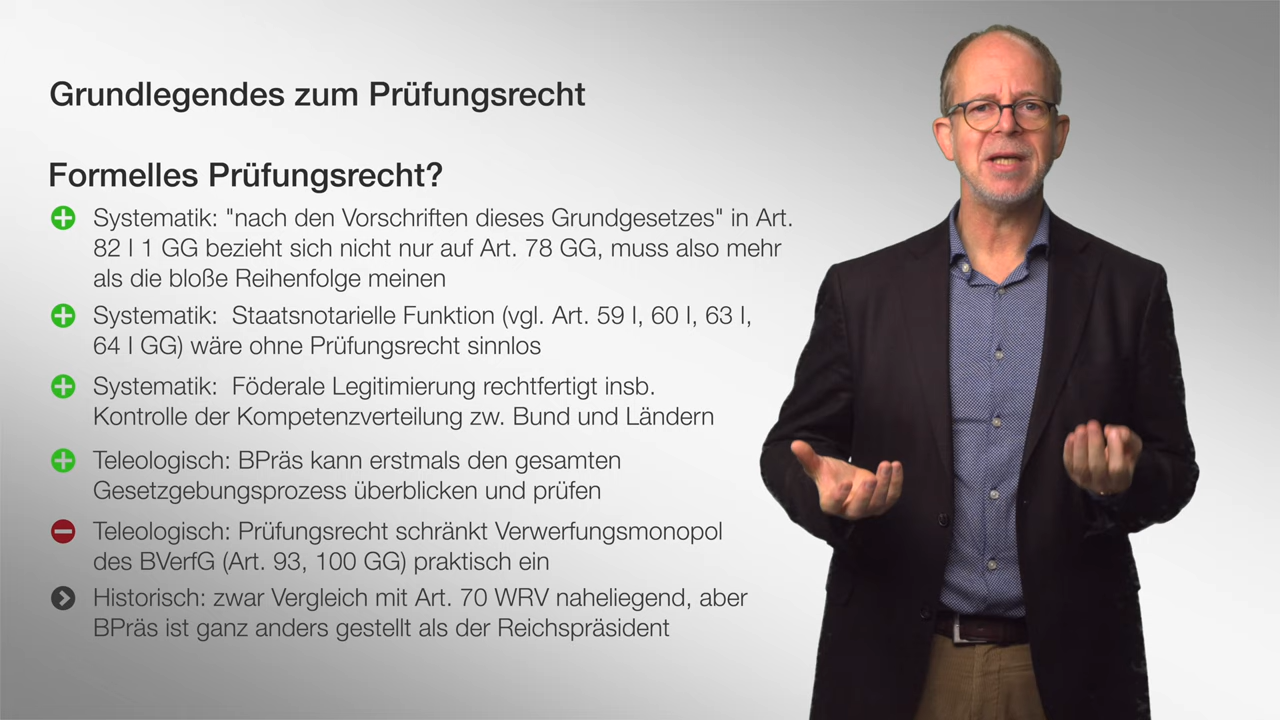 Grundlegendes zum Prüfungsrecht
Formelles Prüfungsrecht?
Systematik: "nach den Vorschriften dieses Grundgesetzes" in Art.
82 I 1 GG bezieht sich nicht nur auf Art. 78 GG, muss also mehr
als die bloße Reihenfolge meinen
Systematik:  Staatsnotarielle Funktion (vgl. Art. 59 I, 60 I, 63 I,
64 I GG) wäre ohne Prüfungsrecht sinnlos
Systematik:  Föderale Legitimierung rechtfertigt insb.
Kontrolle der Kompetenzverteilung zw. Bund und Ländern
Teleologisch: BPräs kann erstmals den gesamten
Gesetzgebungsprozess überblicken und prüfen
Teleologisch: Prüfungsrecht schränkt Verwerfungsmonopol
des BVerfG (Art. 93, 100 GG) praktisch ein
Historisch: zwar Vergleich mit Art. 70 WRV naheliegend, aber
BPräs ist ganz anders gestellt als der Reichspräsident